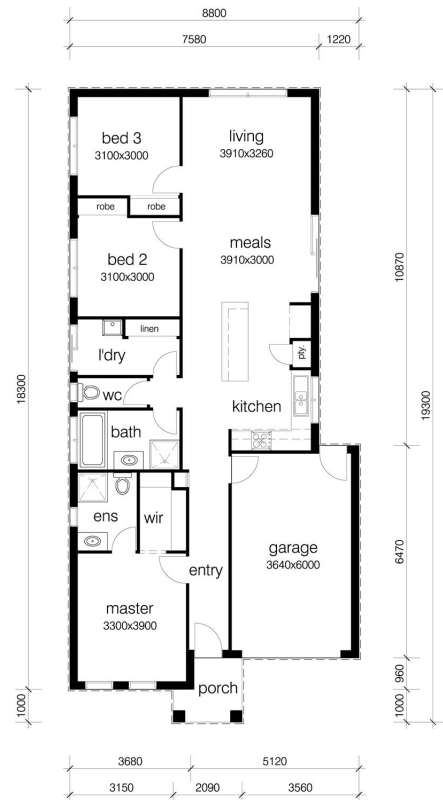 8800
7580
1220
bed 3
3100x3000
living
3910x3260
robe
robe
bed 2
3100x3000
meals
3910x3000
linen
l'dry
pty.
wc
kitchen
bath
ens
wir
entry
garage
3640x6000
master
3300x3900
porch
18300
1000
10870
6470
960
1000
19300
3680
5120
3150
2090
3560